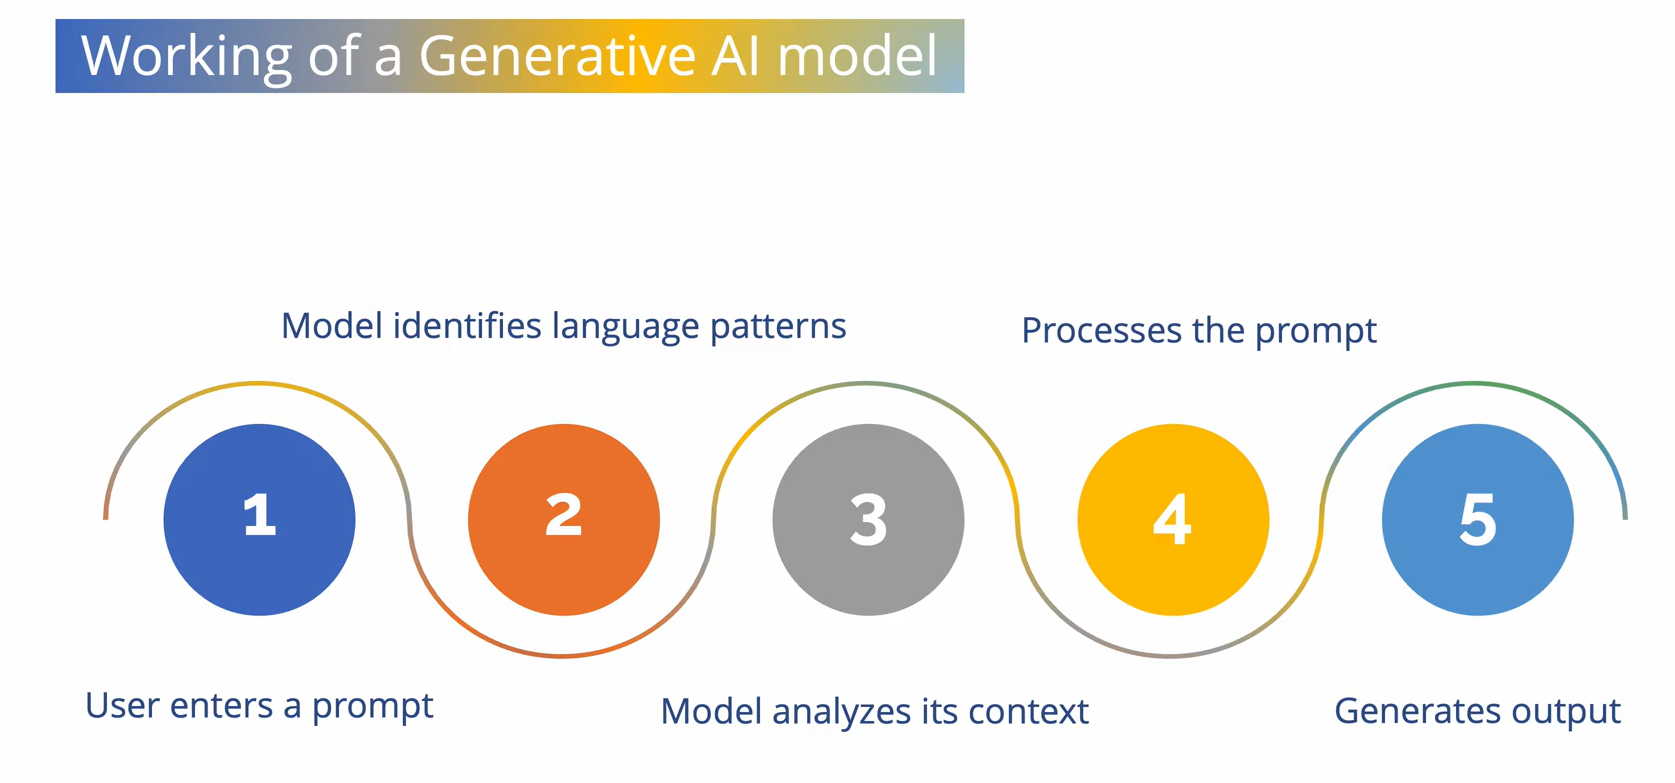 Working of a Generative AI model
Model identifies language patterns
Processes the prompt
1
2
3
4
5
User enters a prompt
Model analyzes its context
Generates output